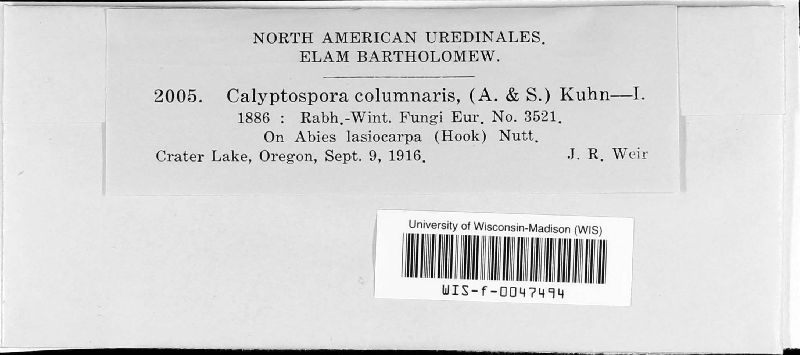 NORTH AMERICAN UREDINALES.
ELAM BARTHOLOMEW.
2005. Calyptospora columnaris, (A. & S.) Kuhn—I.
1886 : Rabh.-Wint. Fungi Eur. No. 3521.
On Abies lasiocarpa (Hook) Nutt.
Crater Lake, Oregon, Sept. 9, 1916. J. R. Weir
University of Wisconsin-Madison (WIS)
WIS-f-0047494